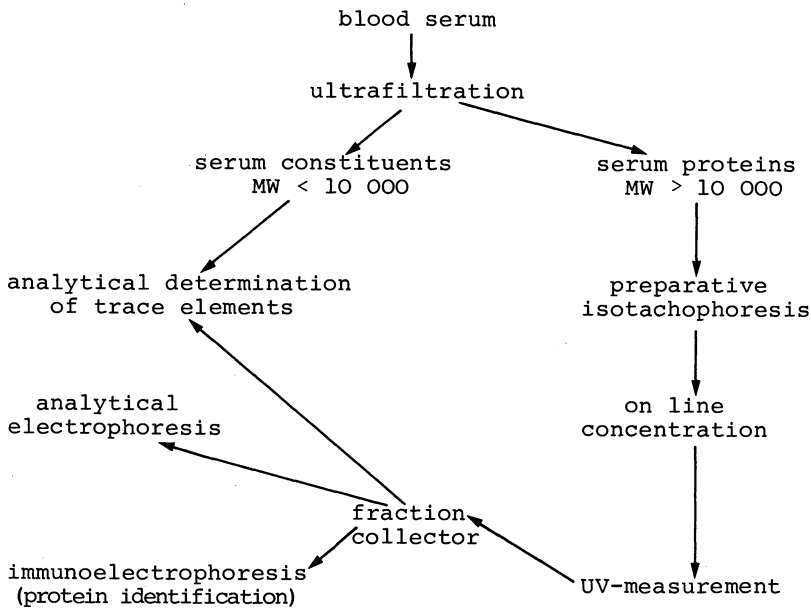 blood serum
ultrafiltration
serum constituents
MW < 10 000
serum proteins
MW > 10 000
analytical determination
of trace elements
preparative
isotachophoresis
analytical
electrophoresis
on line
concentration
fraction
collector
immunoelectrophoresis
(protein identification)
UV-measurement